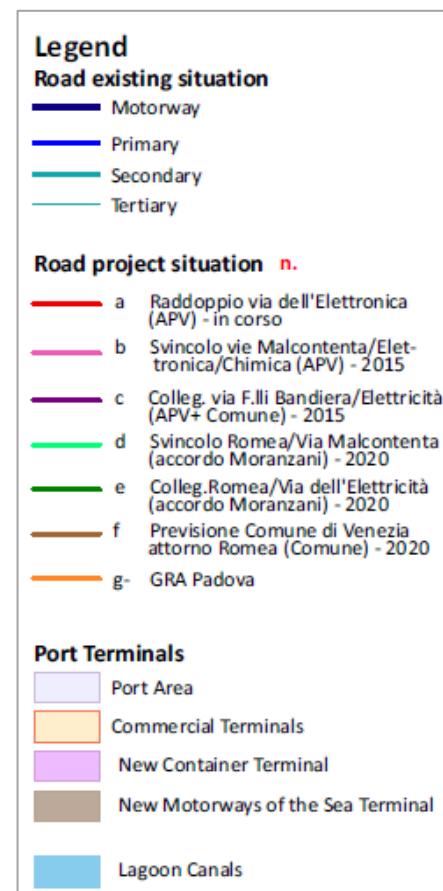 Legend
Road existing situation
Motorway
Primary
Secondary
Tertiary
Road project situation n.
a Raddoppio via dell'Elettronica
(APV) - in corso
b Svincolo vie Malcontenta/Elet-
tronica/Chimica (APV) - 2015
c Colleg. via F.lli Bandiera/Elettricità
(APV+ Comune) - 2015
d Svincolo Romea/Via Malcontenta
(accordo Moranzani) - 2020
e Colleg.Romea/Via dell'Elettricità
(accordo Moranzani) - 2020
f Previsione Comune di Venezia
attorno Romea (Comune) - 2020
g- GRA Padova
Port Terminals
Port Area
Commercial Terminals
New Container Terminal
New Motorways of the Sea Terminal
Lagoon Canals